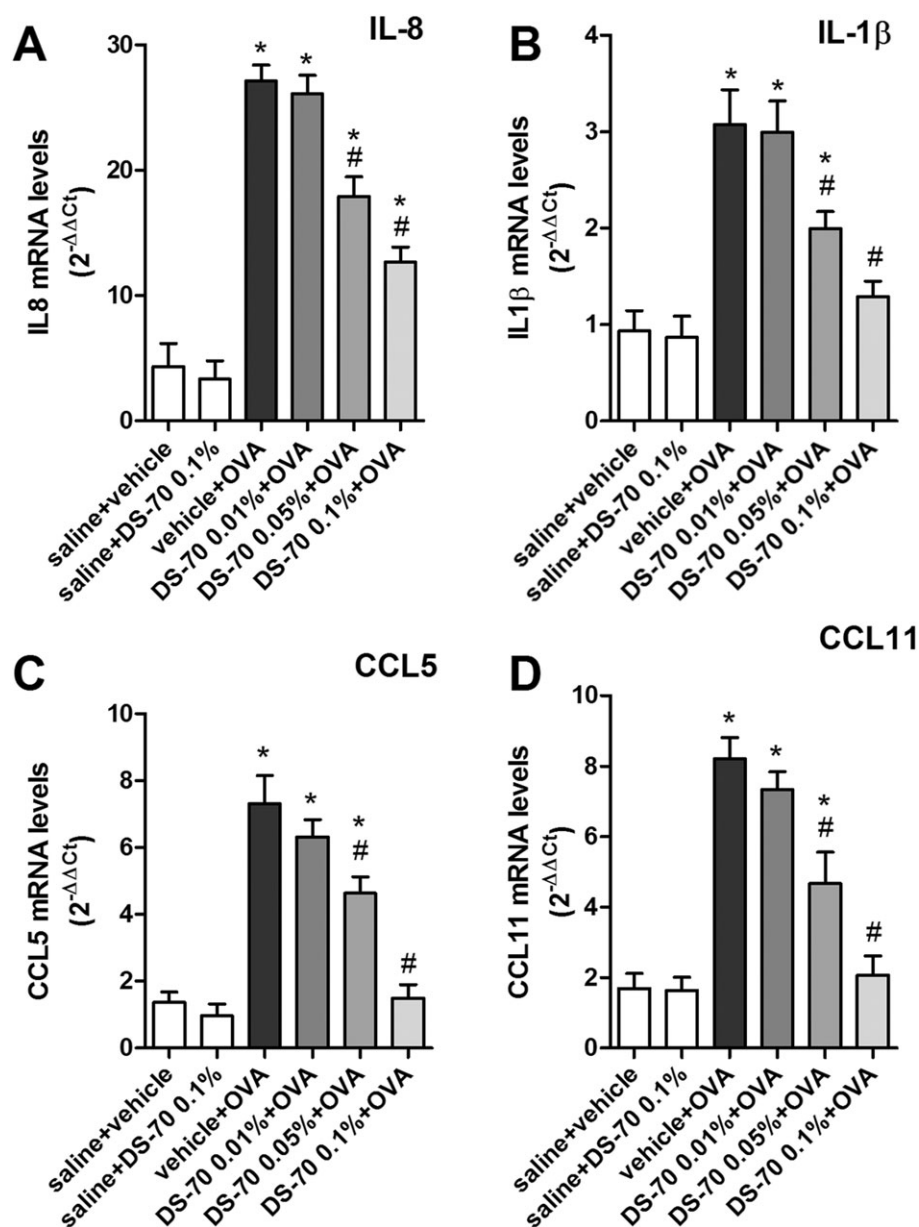 A
IL-8
IL8 mRNA levels
(2-ΔΔCt)
30
20
10
0
*
*
*
#
*
#
saline+vehicle
saline+DS-70 0.1%
vehicle+OVA
DS-70 0.01%+OVA
DS-70 0.05%+OVA
DS-70 0.1%+OVA
B
IL-1β
IL1β mRNA levels
(2-ΔΔCt)
4
3
2
1
0
*
*
*
#
#
saline+vehicle
saline+DS-70 0.1%
vehicle+OVA
DS-70 0.01%+OVA
DS-70 0.05%+OVA
DS-70 0.1%+OVA
C
CCL5
CCL5 mRNA levels
(2-ΔΔCt)
10
8
6
4
2
0
*
*
*
#
#
saline+vehicle
saline+DS-70 0.1%
vehicle+OVA
DS-70 0.01%+OVA
DS-70 0.05%+OVA
DS-70 0.1%+OVA
D
CCL11
CCL11 mRNA levels
(2-ΔΔCt)
10
8
6
4
2
0
*
*
*
#
#
saline+vehicle
saline+DS-70 0.1%
vehicle+OVA
DS-70 0.01%+OVA
DS-70 0.05%+OVA
DS-70 0.1%+OVA